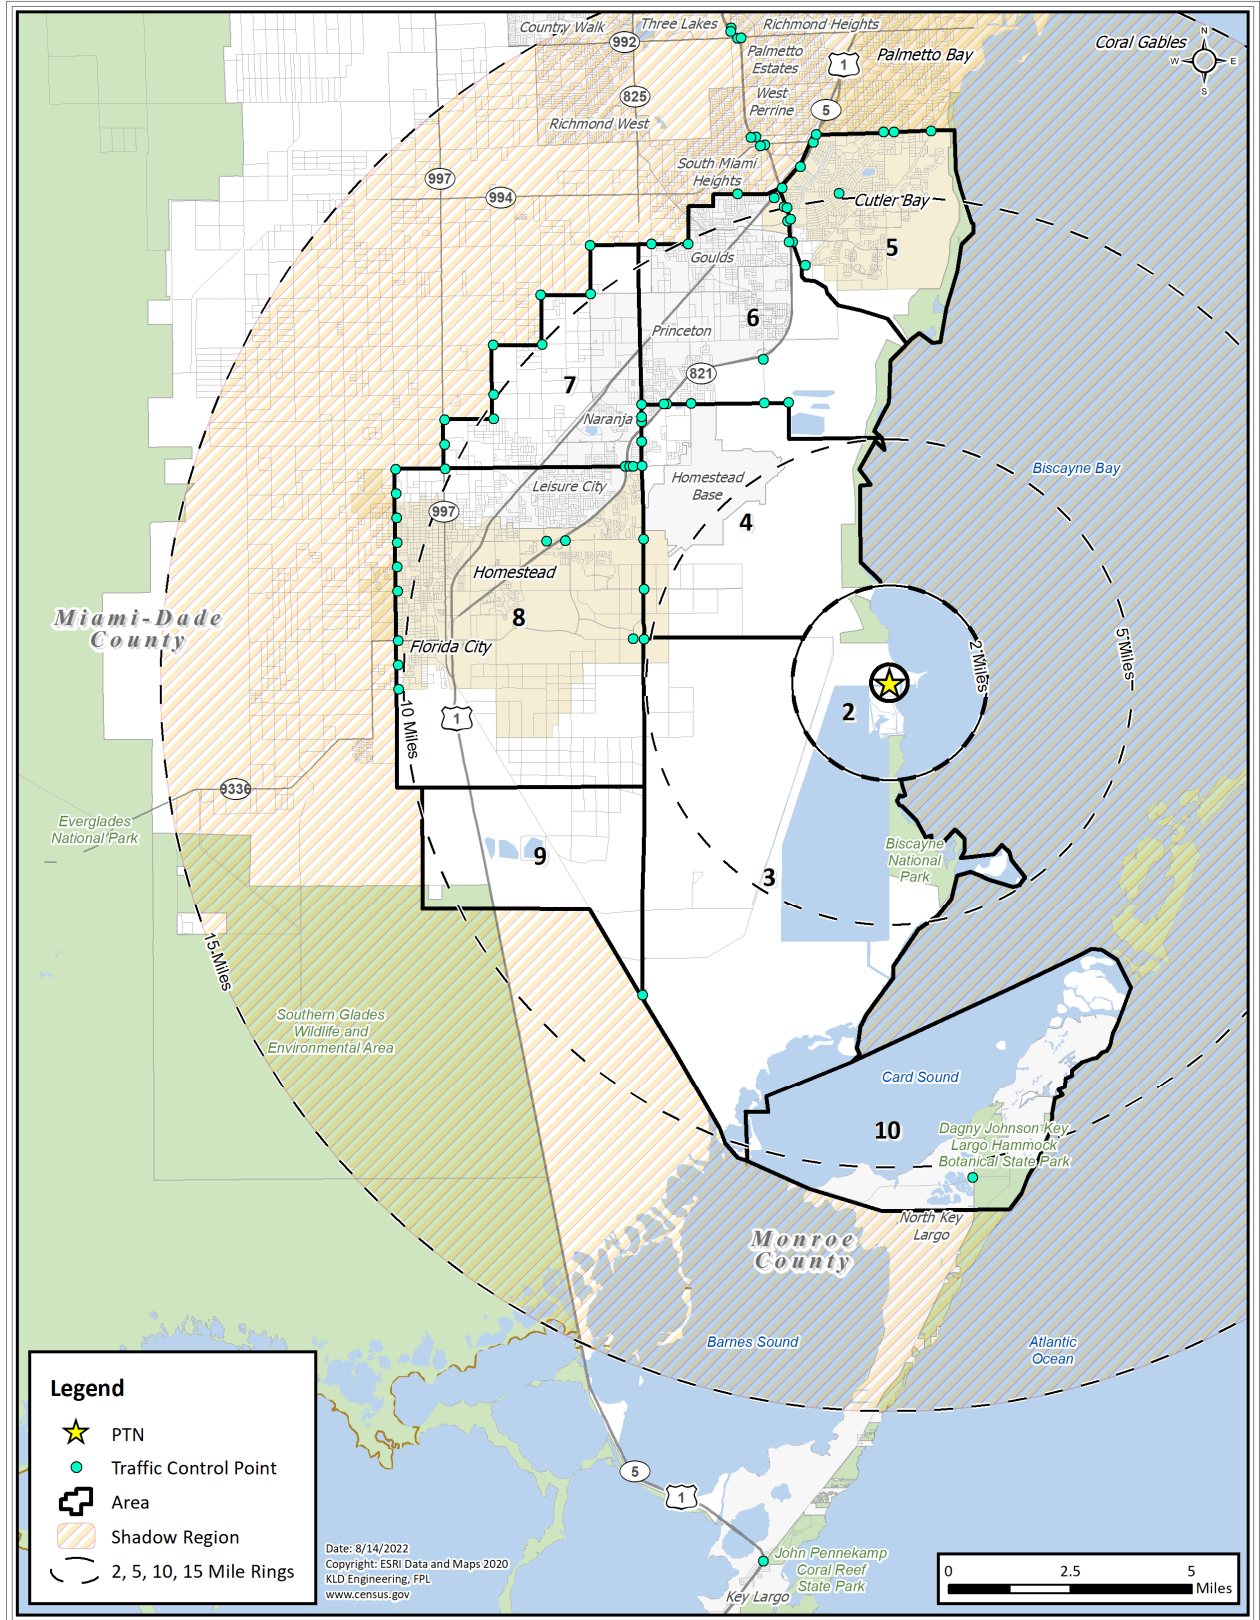 Country Walk
Three Lakes
Richmond Heights
Coral Gables
N
W
E
S
992
Palmetto
Estates
1
Palmetto Bay
825
West
Perrine
5
Richmond West
South Miami
Heights
997
994
Cutler Bay
5
Goulds
6
Princeton
821
7
Naranja
Biscayne Bay
Leisure City
Homestead
Base
997
4
Homestead
8
Miami-Dade
County
Florida City
2 Miles
5 Miles
2
10 Miles
1
9336
Everglades
National Park
9
Biscayne
National
Park
3
15 Miles
Southern Glades
Wildlife and
Environmental Area
Card Sound
10
Dagny Johnson Key
Largo Hammock
Botanical State Park
North Key
Largo
Monroe
County
Barnes Sound
Atlantic
Ocean
Legend
PTN
Traffic Control Point
Area
Shadow Region
2, 5, 10, 15 Mile Rings
Date: 8/14/2022
Copyright: ESRI Data and Maps 2020
KLD Engineering, FPL
www.census.gov
5
1
John Pennekamp
Coral Reef
State Park
Key Largo
0
2.5
5
Miles